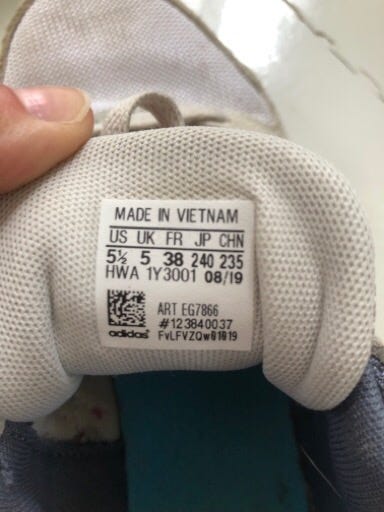 MADE IN VIETNAM
US UK FR JP CHN
5½ 5 38 240 235
HWA 1Y3001 08/19
ART EG7866
#123840037
adidas FvLFVZQw01019